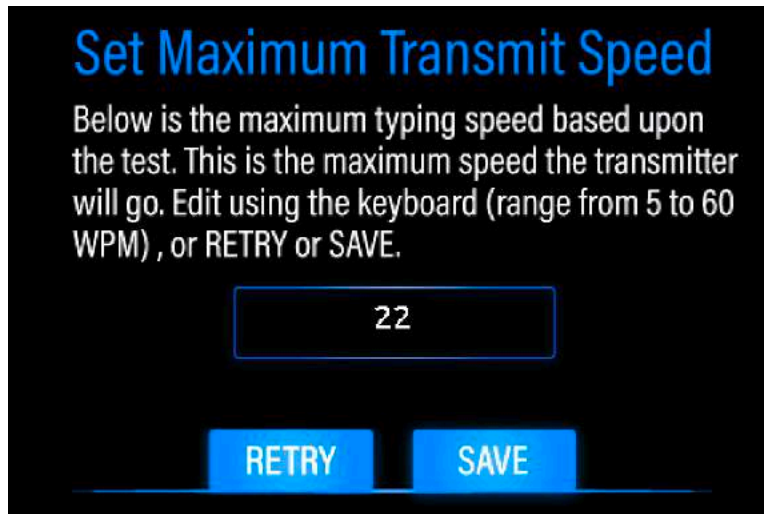 Set Maximum Transmit Speed
Below is the maximum typing speed based upon
the test. This is the maximum speed the transmitter
will go. Edit using the keyboard (range from 5 to 60
WPM) , or RETRY or SAVE.
22
RETRY SAVE